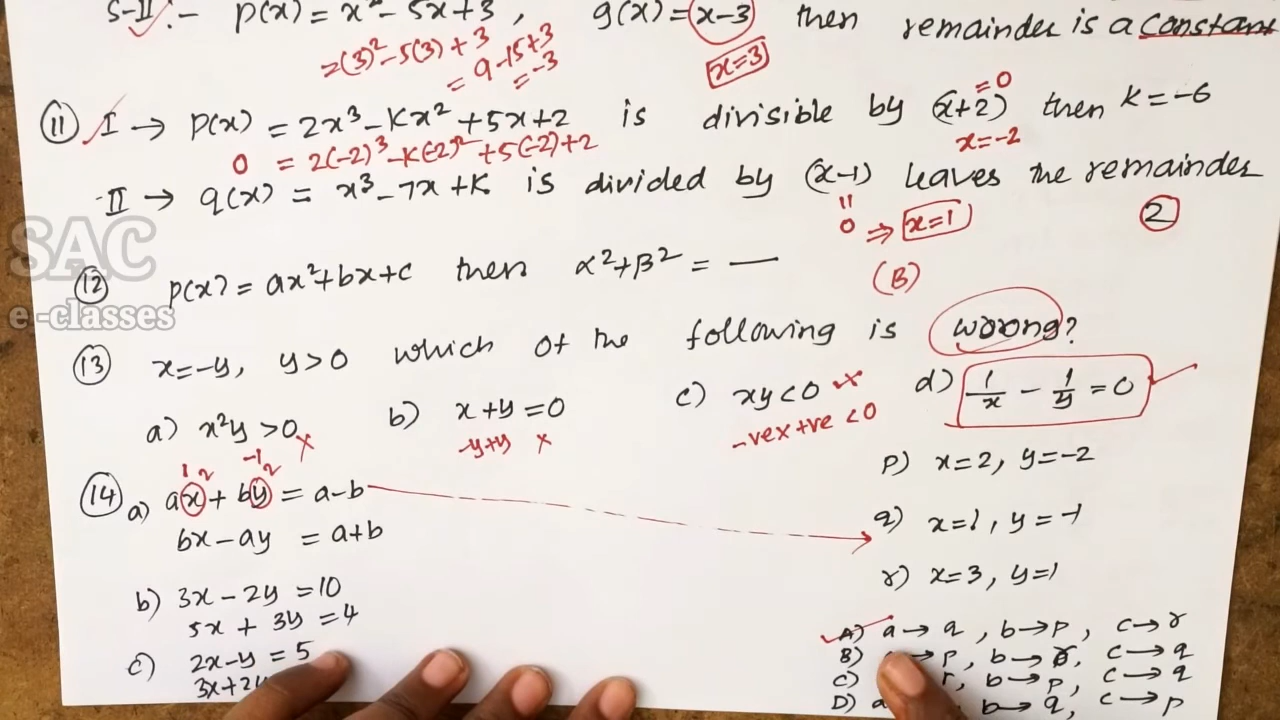 S-II :- p(x) = x² - 5x + 3, g(x) = x-3 then remainder is a constant
= (3)² - 5(3) + 3
= 9 - 15 + 3
= -3
x=3
⑪ I → p(x) = 2x³ - Kx² + 5x + 2 is divisible by (x+2) then K = -6
=0
0 = 2(-2)³ - K(-2)² + 5(-2) + 2
x=-2
II → q(x) = x³ - 7x + K is divided by (x-1) leaves the remainder
2
0 ⇒ x=1
SAC
e-classes
⑫ p(x) = ax² + bx + c then α² + β² = —
(B)
⑬ x=-y, y>0 which of the following is wrong?
a) x²y > 0 ×
b) x+y = 0
-y+y ×
c) xy < 0 ×
-ve x +ve < 0
d) 1/x - 1/y = 0
⑭ a) ax + by = a-b
1 2 -1 2
bx - ay = a+b
b) 3x - 2y = 10
5x + 3y = 4
c) 2x-y = 5
p) x=2, y=-2
q) x=1, y=-1
r) x=3, y=1
A) a → q, b → p, c → r
B) → p, b → r, c → q
C) r, b → p, c → q
D) a b → q, c → p